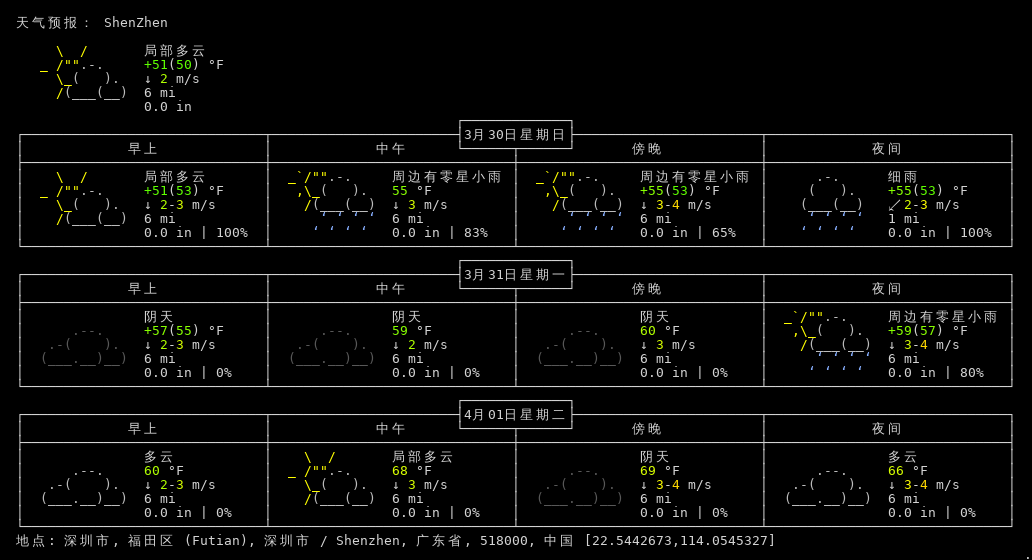 天气预报: ShenZhen
局部多云
+51(50) °F
↓ 2 m/s
6 mi
0.0 in
3月30日星期日
早上 中午 傍晚 夜间
局部多云 周边有零星小雨 周边有零星小雨 细雨
+51(53) °F 55 °F +55(53) °F +55(53) °F
↓ 2-3 m/s ↓ 3 m/s ↓ 3-4 m/s ↙ 2-3 m/s
6 mi 6 mi 6 mi 1 mi
0.0 in | 100% 0.0 in | 83% 0.0 in | 65% 0.0 in | 100%
3月31日星期一
早上 中午 傍晚 夜间
阴天 阴天 阴天 周边有零星小雨
+57(55) °F 59 °F 60 °F +59(57) °F
↓ 2-3 m/s ↓ 2 m/s ↓ 3 m/s ↓ 3-4 m/s
6 mi 6 mi 6 mi 6 mi
0.0 in | 0% 0.0 in | 0% 0.0 in | 0% 0.0 in | 80%
4月01日星期二
早上 中午 傍晚 夜间
多云 局部多云 阴天 多云
60 °F 68 °F 69 °F 66 °F
↓ 2-3 m/s ↓ 3 m/s ↓ 3-4 m/s ↓ 3-4 m/s
6 mi 6 mi 6 mi 6 mi
0.0 in | 0% 0.0 in | 0% 0.0 in | 0% 0.0 in | 0%
地点: 深圳市, 福田区 (Futian), 深圳市 / Shenzhen, 广东省, 518000, 中国 [22.5442673,114.0545327]